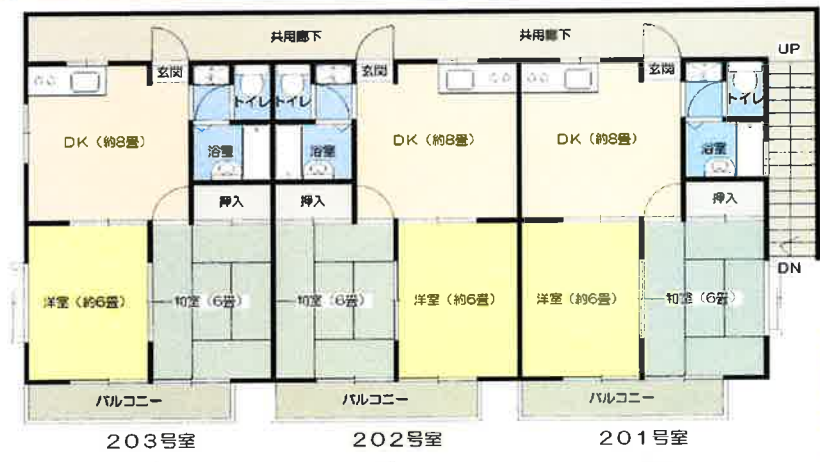 共用廊下
共用廊下
UP
玄関
玄関
玄関
トイレ
トイレ
トイレ
DK（約8畳）
DK（約8畳）
DK（約8畳）
浴室
浴室
浴室
押入
押入
押入
DN
洋室（約6畳）
和室（6畳）
和室（6畳）
洋室（約6畳）
洋室（約6畳）
和室（6畳）
バルコニー
バルコニー
バルコニー
203号室
202号室
201号室